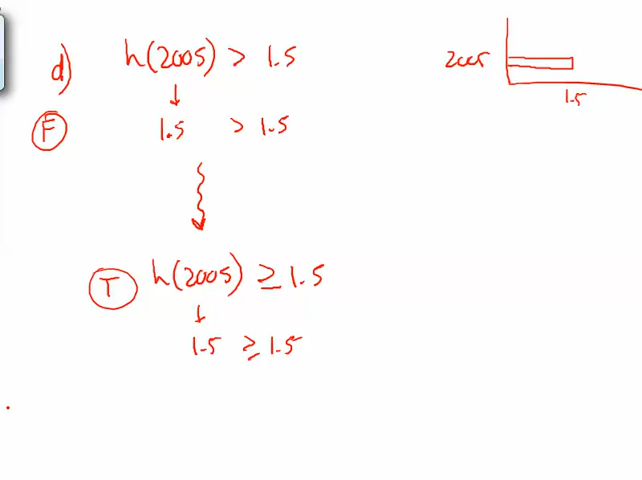 d) h(2005) > 1.5
↓
F 1.5 > 1.5
T h(2005) ≥ 1.5
↓
1.5 ≥ 1.5
2005
1.5